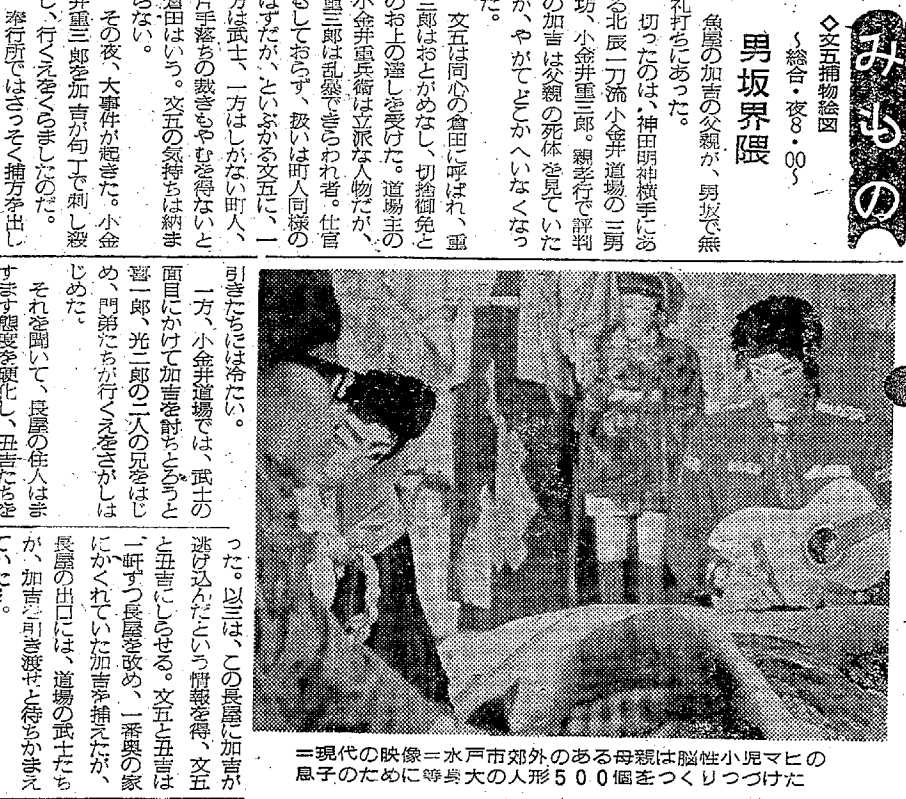 みもの
◇文五捕物絵図
〜総合・夜8・00〜
男坂界隈
魚屋の加吉の父親が、男坂で無
礼打ちにあった。
切ったのは、神田明神横手にあ
る北辰一刀流小金井道場の三男
坊、小金井重三郎。親孝行で評判
の加吉は父親の死体を見ていた
が、やがてどこかへいなくなっ
た。
文五は同心の倉田に呼ばれ、重
三郎はおとがめなし、切捨御免と
のお上の達しを受けた。道場主の
小金井重兵衛は立派な人物だが、
重三郎は乱暴できらわれ者。仕官
もしておらず、扱いは町人同様の
はずだが、といぶかる文五に、一
方は武士、一方はしがない町人、
片手落ちの裁きもやむを得ないと
倉田はいう。文五の気持ちは納ま
らない。
その夜、大事件が起きた。小金
井重三郎を加吉が包丁で刺し殺
し、行くえをくらましたのだ。
奉行所ではさっそく捕方を出し
引きたちには冷たい。
一方、小金井道場では、武士の
面目にかけて加吉を討ちとろうと
喜一郎、光二郎の二人の兄をはじ
め、門弟たちが行くえをさがしは
じめた。
それを聞いて、長屋の住人はま
すます態度を硬化し、丑吉たちを
った。以三は、この長屋に加吉が
逃げ込んだという情報を得、文五
と丑吉にしらせる。文五と丑吉は
一軒ずつ長屋を改め、一番奥の家
にかくれていた加吉を捕えたが、
長屋の出口には、道場の武士たち
が、加吉を引き渡せと待ちかまえ
ていた。
＝現代の映像＝水戸市郊外のある母親は脳性小児マヒの
息子のために等身大の人形500個をつくりつづけた